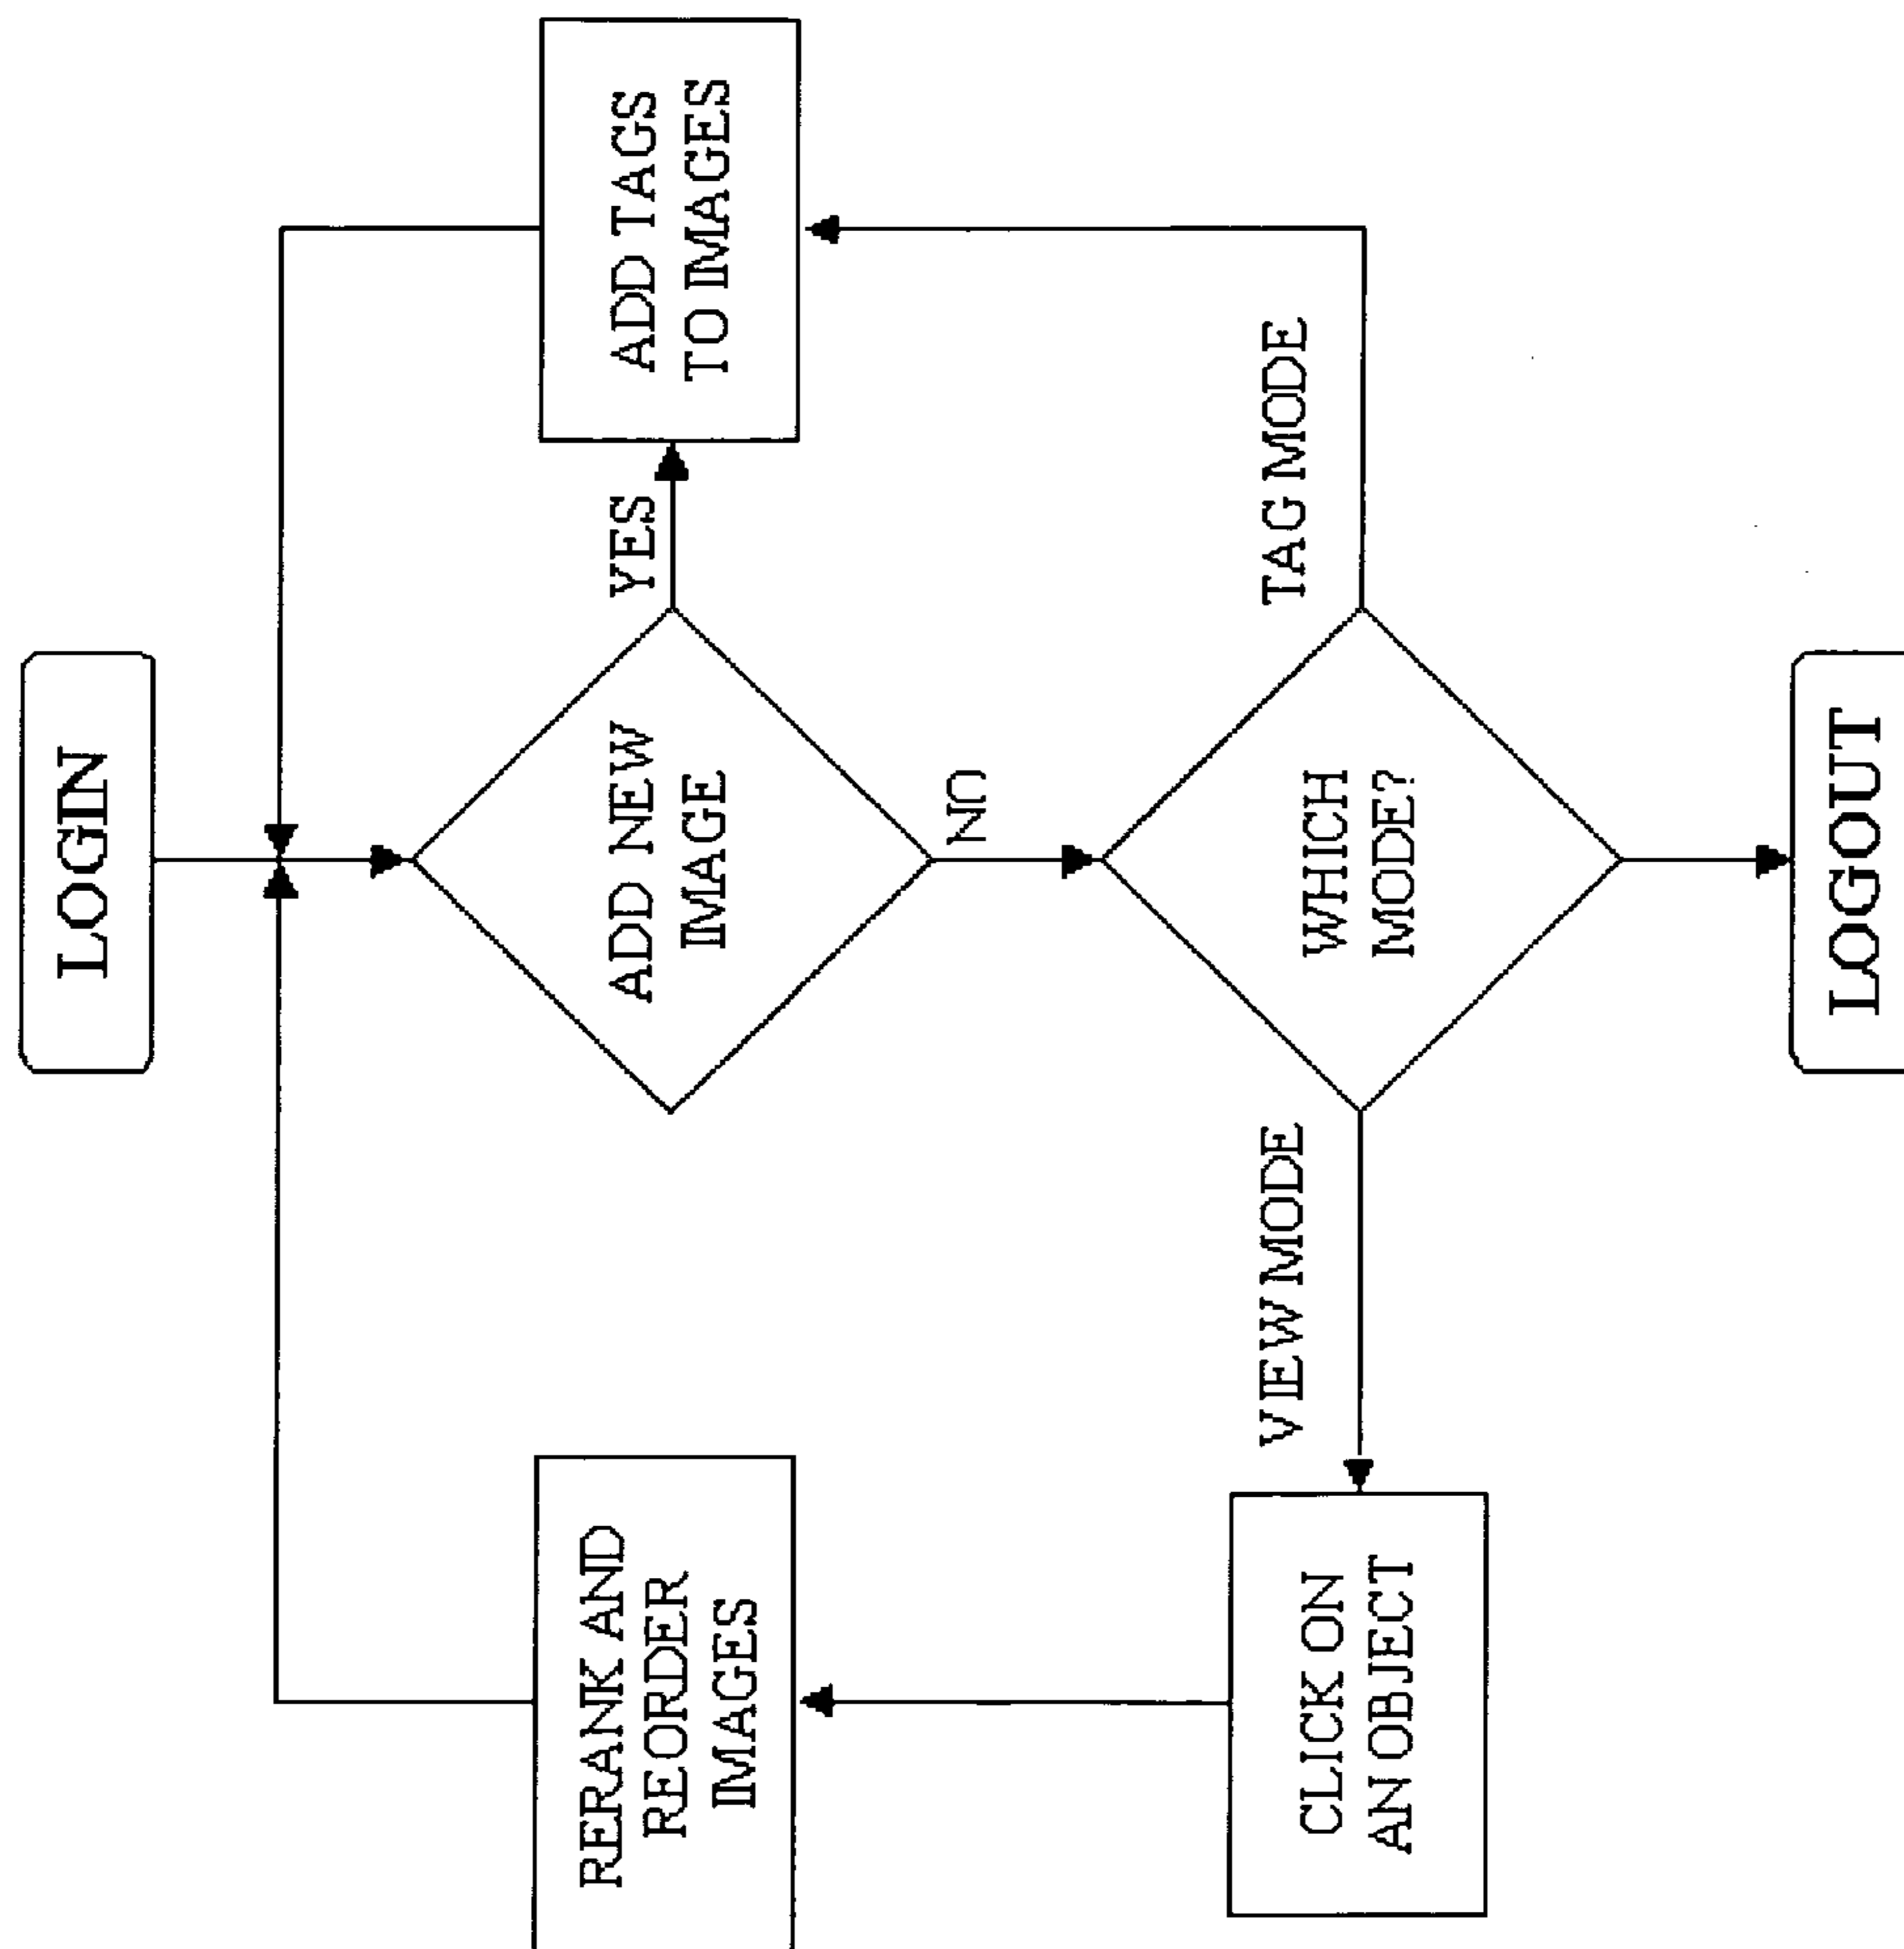 LOGIN
ADD NEW
IMAGE
YES
ADD TAGS
TO IMAGES
NO
WHICH
MODE?
TAG MODE
VIEW MODE
CLICK ON
AN OBJECT
RERANK AND
REORDER
IMAGES
LOGOUT